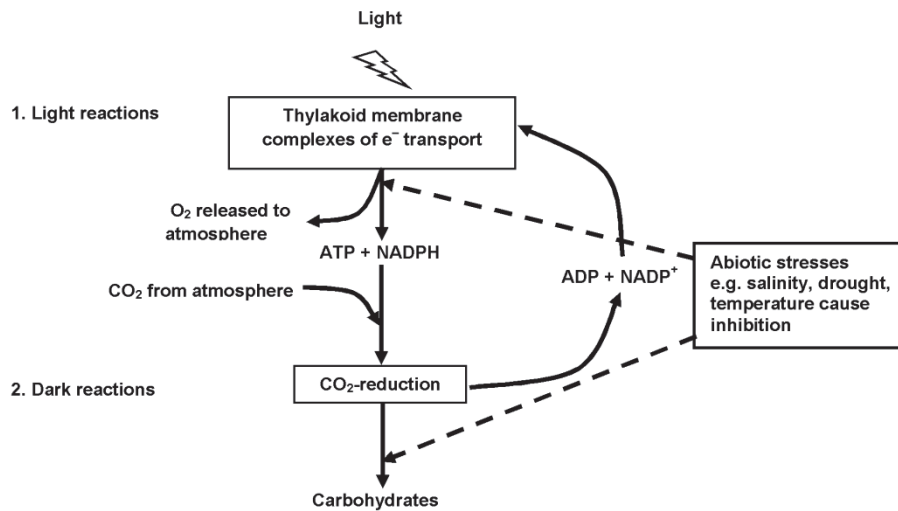 Light
1. Light reactions
Thylakoid membrane
complexes of e⁻ transport
O₂ released to
atmosphere
ATP + NADPH
CO₂ from atmosphere
ADP + NADP⁺
Abiotic stresses
e.g. salinity, drought,
temperature cause
inhibition
2. Dark reactions
CO₂-reduction
Carbohydrates